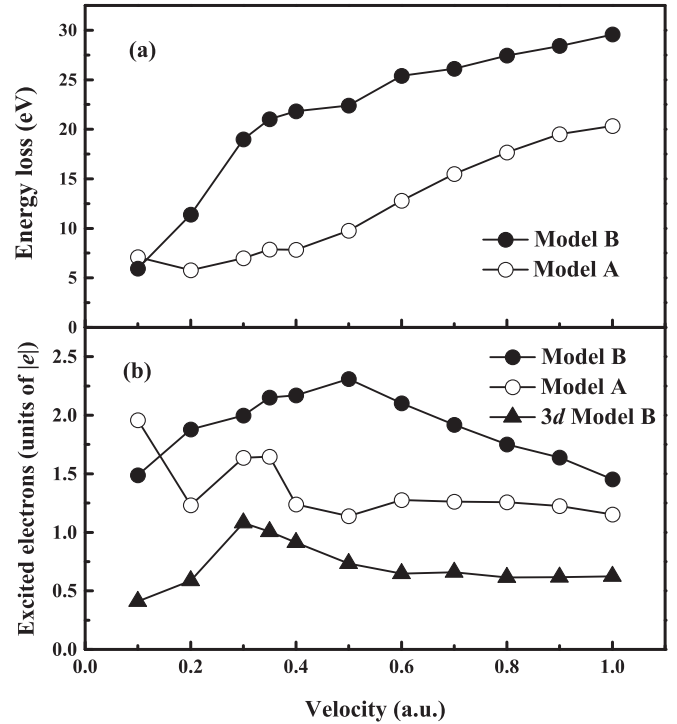 30
25
20
15
10
5
0
Energy loss (eV)
(a)
Model B
Model A
2.5
2.0
1.5
1.0
0.5
0.0
Excited electrons (units of |e|)
(b)
Model B
Model A
3d Model B
0.0 0.2 0.4 0.6 0.8 1.0
Velocity (a.u.)